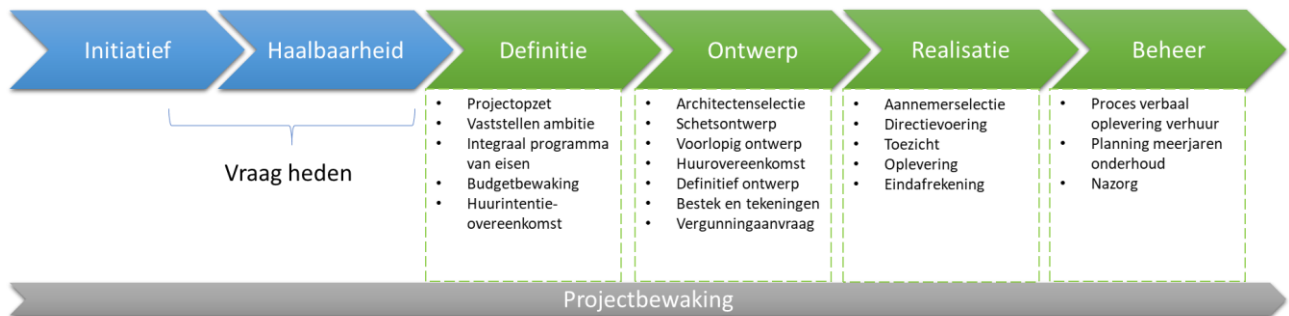 Initiatief
Haalbaarheid
Definitie
Ontwerp
Realisatie
Beheer
Vraag heden
• Projectopzet
• Vaststellen ambitie
• Integraal programma
van eisen
• Budgetbewaking
• Huurintentie-
overeenkomst
• Architectenselectie
• Schetsontwerp
• Voorlopig ontwerp
• Huurovereenkomst
• Definitief ontwerp
• Bestek en tekeningen
• Vergunningaanvraag
• Aannemerselectie
• Directievoering
• Toezicht
• Oplevering
• Eindafrekening
• Proces verbaal
oplevering verhuur
• Planning meerjaren
onderhoud
• Nazorg
Projectbewaking